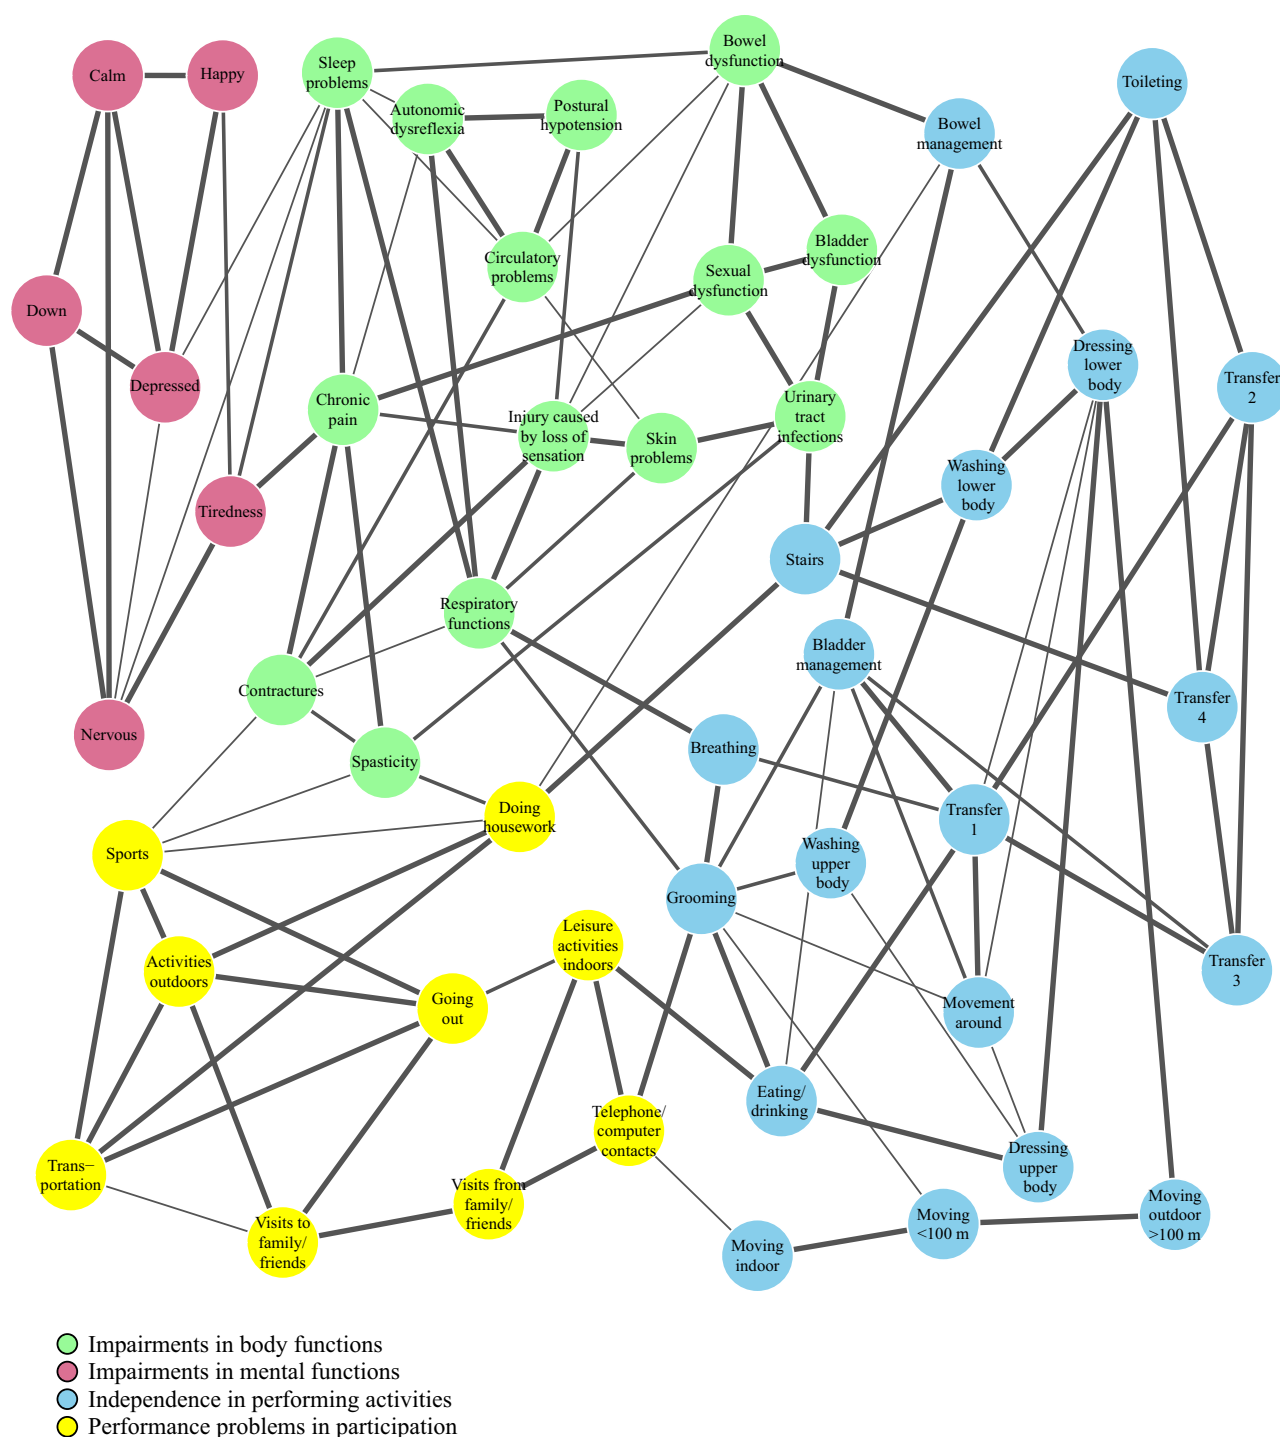 Calm
Happy
Sleep
problems
Bowel
dysfunction
Toileting
Autonomic
dysreflexia
Postural
hypotension
Bowel
management
Circulatory
problems
Sexual
dysfunction
Bladder
dysfunction
Down
Depressed
Dressing
lower
body
Transfer
2
Chronic
pain
Injury caused
by loss of
sensation
Skin
problems
Urinary
tract
infections
Washing
lower
body
Tiredness
Stairs
Respiratory
functions
Bladder
management
Contractures
Transfer
4
Nervous
Spasticity
Breathing
Doing
housework
Transfer
1
Sports
Washing
upper
body
Grooming
Leisure
activities
indoors
Activities
outdoors
Going
out
Transfer
3
Movement
around
Eating/
drinking
Telephone/
computer
contacts
Trans−
portation
Dressing
upper
body
Visits from
family/
friends
Visits to
family/
friends
Moving
indoor
Moving
<100 m
Moving
outdoor
>100 m
Impairments in body functions
Impairments in mental functions
Independence in performing activities
Performance problems in participation